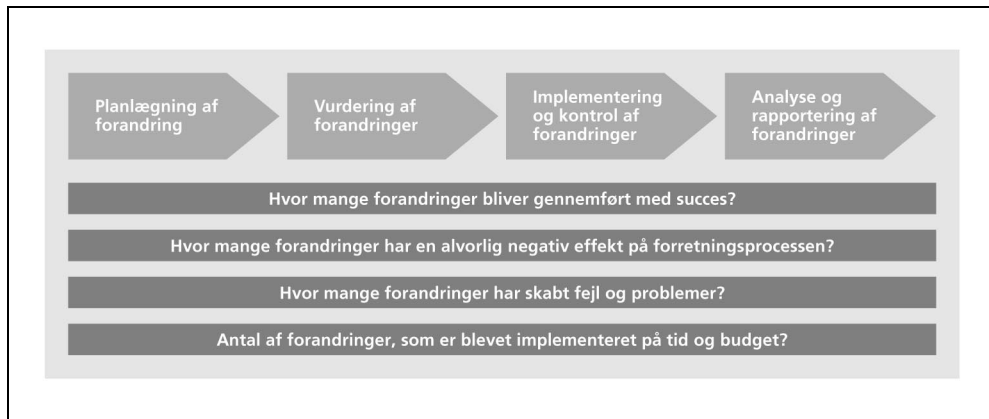 Planlægning af
forandring
Vurdering af
forandringer
Implementering
og kontrol af
forandringer
Analyse og
rapportering af
forandringer
Hvor mange forandringer bliver gennemført med succes?
Hvor mange forandringer har en alvorlig negativ effekt på forretningsprocessen?
Hvor mange forandringer har skabt fejl og problemer?
Antal af forandringer, som er blevet implementeret på tid og budget?